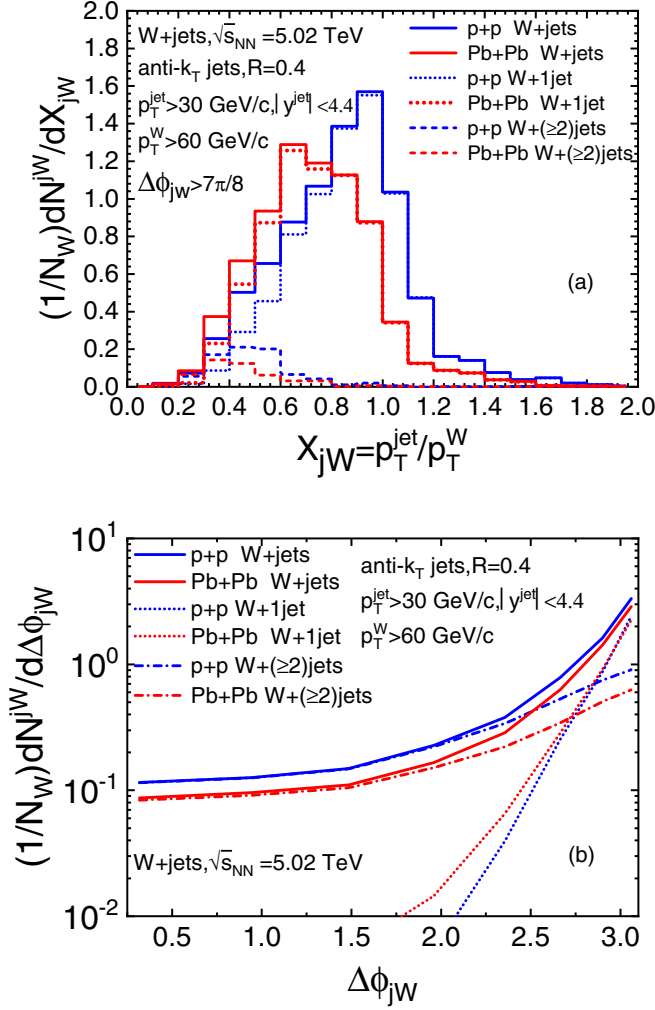 (1/N_W)dN^jW/dX_jW
2.0
1.8
1.6
1.4
1.2
1.0
0.8
0.6
0.4
0.2
0.0
W+jets,√s_NN =5.02 TeV
anti-k_T jets,R=0.4
p_T^jet>30 GeV/c,|y^jet|<4.4
p_T^W>60 GeV/c
Δϕ_jW>7π/8
p+p W+jets
Pb+Pb W+jets
p+p W+1jet
Pb+Pb W+1jet
p+p W+(≥2)jets
Pb+Pb W+(≥2)jets
(a)
0.0 0.2 0.4 0.6 0.8 1.0 1.2 1.4 1.6 1.8 2.0
X_jW=p_T^jet/p_T^W
(1/N_W)dN^jW/dΔϕ_jW
10^1
10^0
10^-1
10^-2
p+p W+jets
Pb+Pb W+jets
p+p W+1jet
Pb+Pb W+1jet
p+p W+(≥2)jets
Pb+Pb W+(≥2)jets
anti-k_T jets,R=0.4
p_T^jet>30 GeV/c,|y^jet|<4.4
p_T^W>60 GeV/c
W+jets,√s_NN =5.02 TeV
(b)
0.5 1.0 1.5 2.0 2.5 3.0
Δϕ_jW